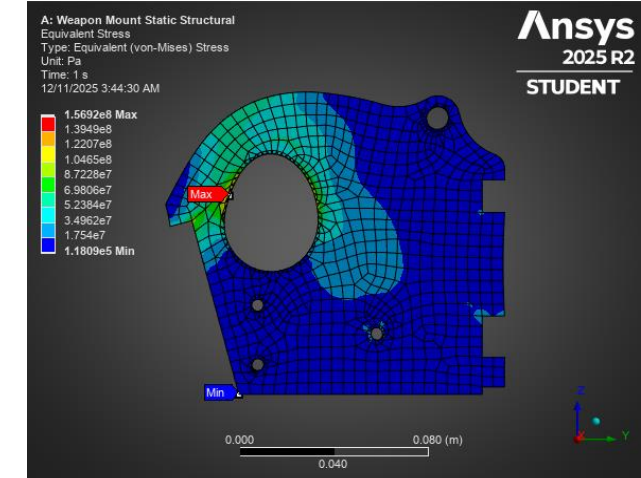 A: Weapon Mount Static Structural
Equivalent Stress
Type: Equivalent (von-Mises) Stress
Unit: Pa
Time: 1 s
12/11/2025 3:44:30 AM
Ansys
2025 R2
STUDENT
1.5692e8 Max
1.3949e8
1.2207e8
1.0465e8
8.7228e7
6.9806e7
5.2384e7
3.4962e7
1.754e7
1.1809e5 Min
Max
Min
0.000
0.080 (m)
0.040
Z
X
Y